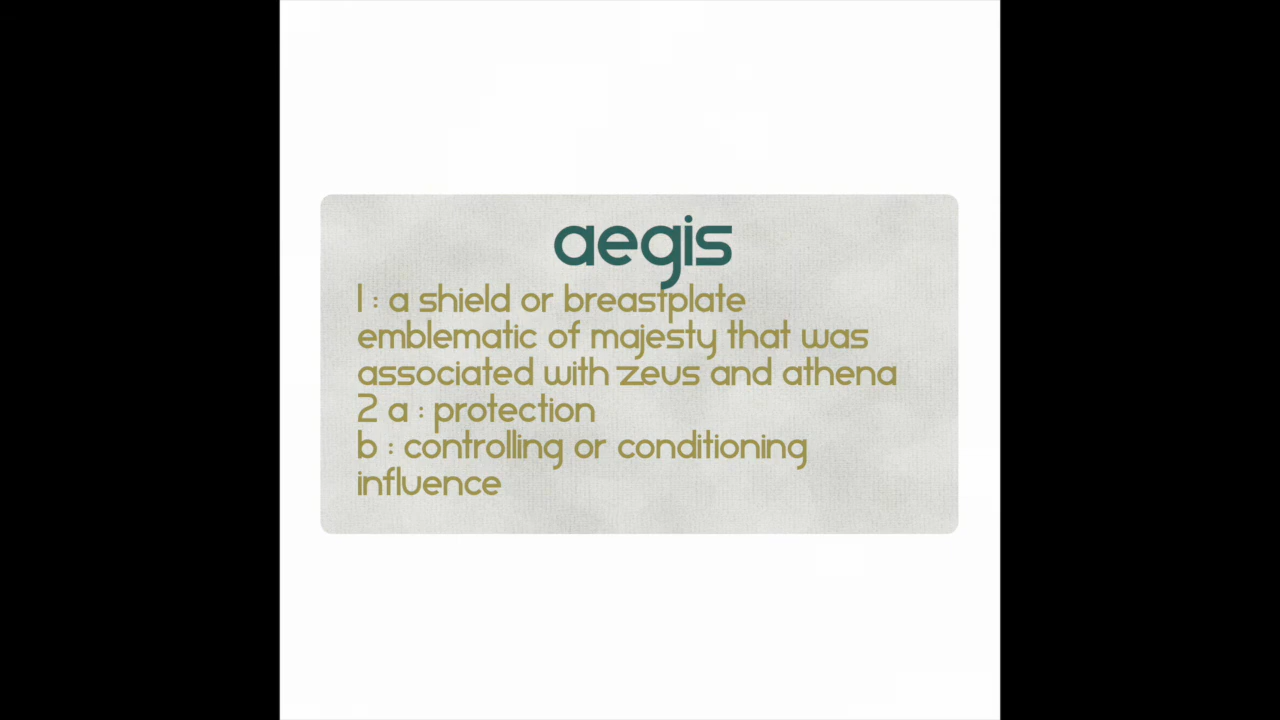 aegis
1 : a shield or breastplate
emblematic of majesty that was
associated with zeus and athena
2 a : protection
b : controlling or conditioning
influence